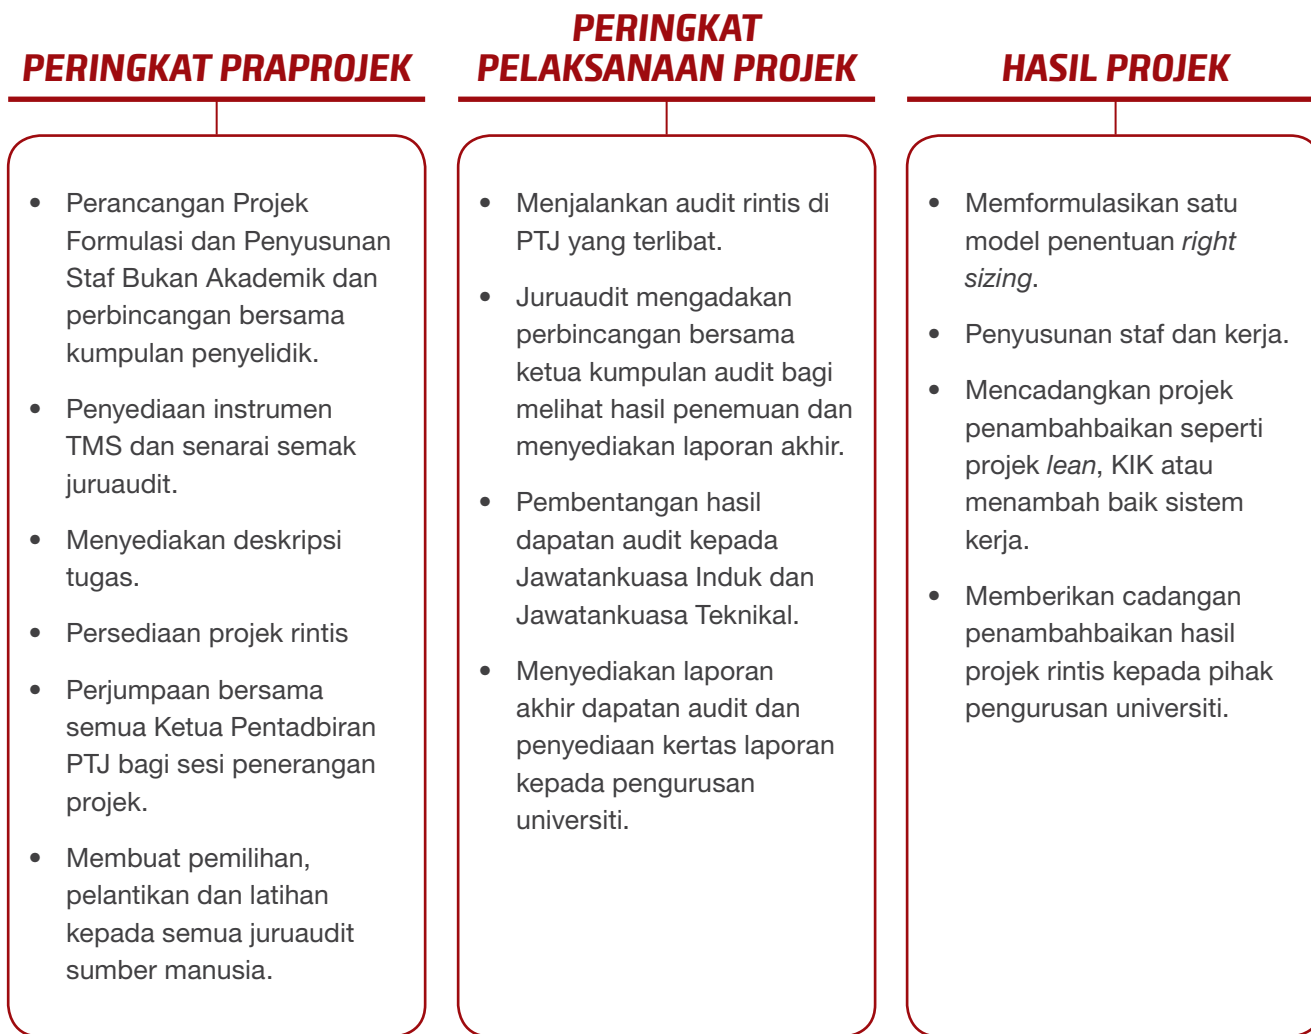 PERINGKAT PRAPROJEK
• Perancangan Projek
Formulasi dan Penyusunan
Staf Bukan Akademik dan
perbincangan bersama
kumpulan penyelidik.
• Penyediaan instrumen
TMS dan senarai semak
juruaudit.
• Menyediakan deskripsi
tugas.
• Persediaan projek rintis
• Perjumpaan bersama
semua Ketua Pentadbiran
PTJ bagi sesi penerangan
projek.
• Membuat pemilihan,
pelantikan dan latihan
kepada semua juruaudit
sumber manusia.
PERINGKAT
PELAKSANAAN PROJEK
• Menjalankan audit rintis di
PTJ yang terlibat.
• Juruaudit mengadakan
perbincangan bersama
ketua kumpulan audit bagi
melihat hasil penemuan dan
menyediakan laporan akhir.
• Pembentangan hasil
dapatan audit kepada
Jawatankuasa Induk dan
Jawatankuasa Teknikal.
• Menyediakan laporan
akhir dapatan audit dan
penyediaan kertas laporan
kepada pengurusan
universiti.
HASIL PROJEK
• Memformulasikan satu
model penentuan right
sizing.
• Penyusunan staf dan kerja.
• Mencadangkan projek
penambahbaikan seperti
projek lean, KIK atau
menambah baik sistem
kerja.
• Memberikan cadangan
penambahbaikan hasil
projek rintis kepada pihak
pengurusan universiti.